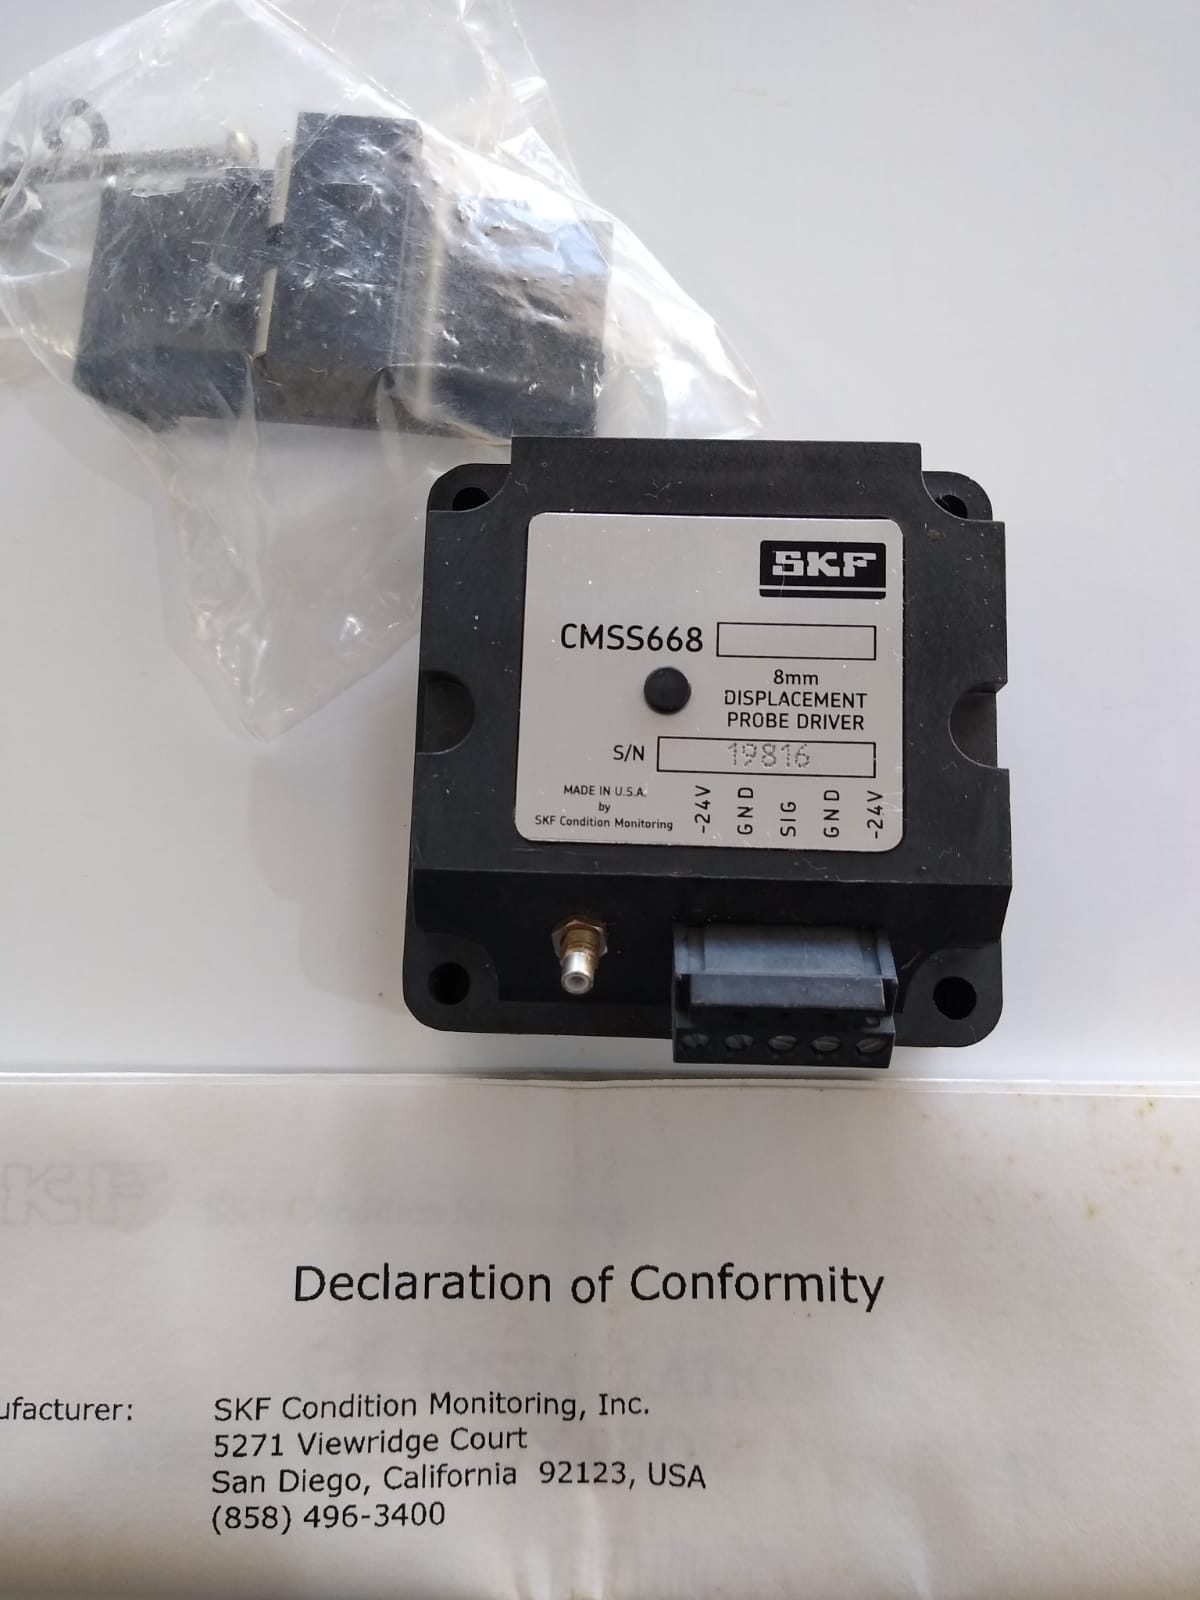 SKF
CMSS668
8mm
DISPLACEMENT
PROBE DRIVER
S/N 19816
MADE IN U.S.A.
by
SKF Condition Monitoring
-24V
GND
SIG
GND
-24V
KF
Declaration of Conformity
ufacturer: SKF Condition Monitoring, Inc.
5271 Viewridge Court
San Diego, California 92123, USA
(858) 496-3400